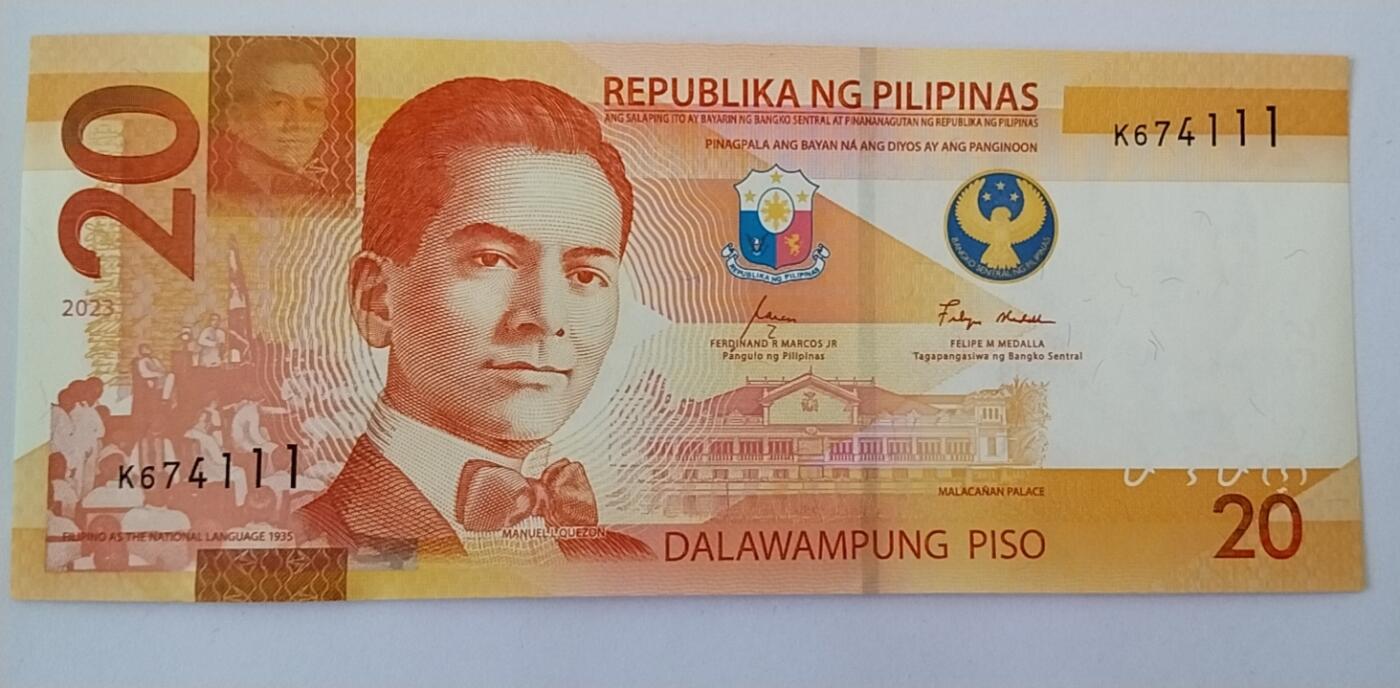 20
REPUBLIKA NG PILIPINAS
ANG SALAPING ITO AY BAYARIN NG BANGKO SENTRAL AT PINANANAGUTAN NG REPUBLIKA NG PILIPINAS
PINAGPALA ANG BAYAN NA ANG DIYOS AY ANG PANGINOON
K674111
REPUBLIKA NG PILIPINAS
BANGKO SENTRAL NG PILIPINAS
2023
FERDINAND R MARCOS JR
Pangulo ng Pilipinas
FELIPE M MEDALLA
Tagapangasiwa ng Bangko Sentral
K674111
MALACAÑAN PALACE
FILIPINO AS THE NATIONAL LANGUAGE 1935
MANUEL L QUEZON
DALAWAMPUNG PISO
20